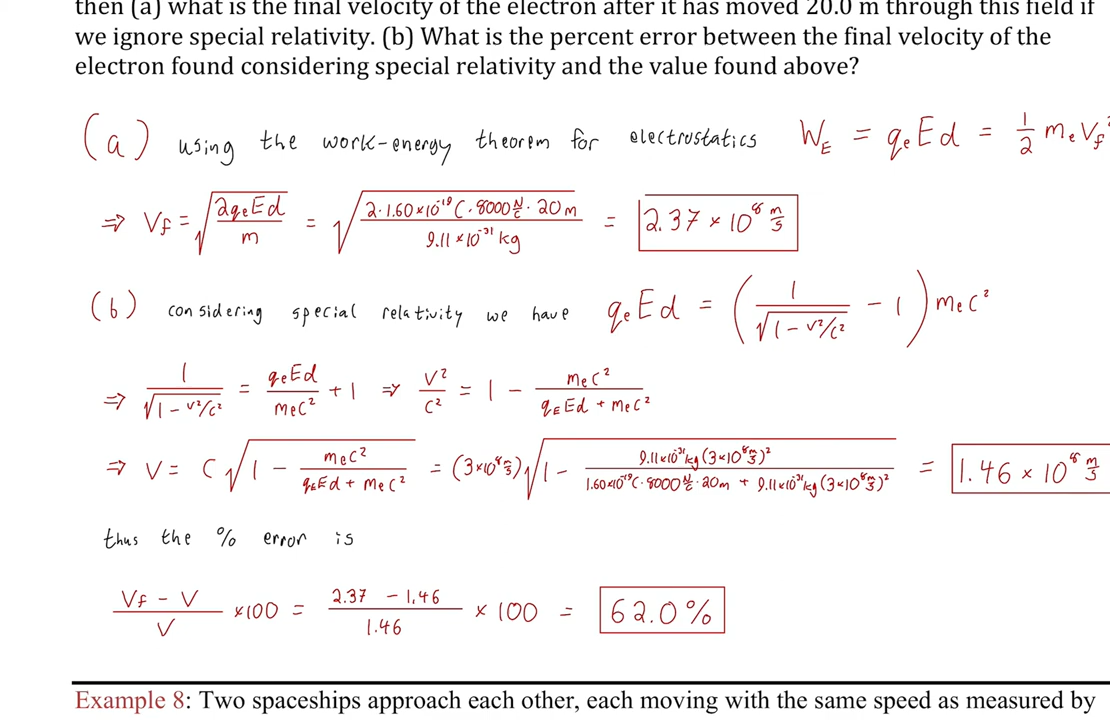 then (a) what is the final velocity of the electron after it has moved 20.0 m through this field if
we ignore special relativity. (b) What is the percent error between the final velocity of the
electron found considering special relativity and the value found above?
(a) using the work-energy theorem for electrostatics W_E = q_e E d = 1/2 m_e V_f²
⇒ V_f = √(2q_e E d / m) = √(2·1.60×10⁻¹⁹ C · 8000 N/C · 20 m / 9.11×10⁻³¹ kg) = 2.37 × 10⁸ m/s
(b) considering special relativity we have q_e E d = (1/√(1 - v²/c²) - 1) m_e c²
⇒ 1/√(1 - v²/c²) = q_e E d / m_e c² + 1 ⇒ V²/C² = 1 - m_e c² / (q_E E d + m_e c²)
⇒ V = C √(1 - m_e c² / (q_E E d + m_e c²)) = (3×10⁸ m/s) √(1 - 9.11×10⁻³¹ kg (3×10⁸ m/s)² / (1.60×10⁻¹⁹ C · 8000 N/C · 20 m + 9.11×10⁻³¹ kg (3×10⁸ m/s)²)) = 1.46 × 10⁸ m/s
thus the % error is
(V_f - V) / V × 100 = (2.37 - 1.46) / 1.46 × 100 = 62.0%
Example 8: Two spaceships approach each other, each moving with the same speed as measured by